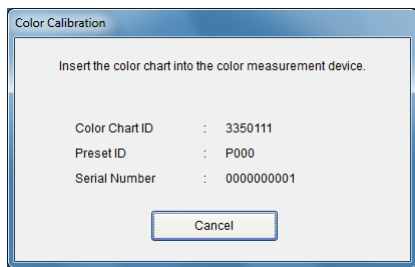 Color Calibration
Insert the color chart into the color measurement device.
Color Chart ID : 3350111
Preset ID : P000
Serial Number : 0000000001
Cancel